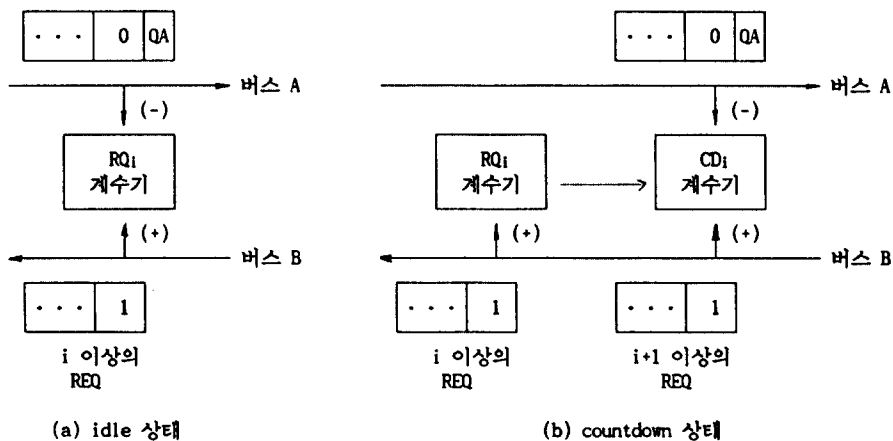 · · · 0 QA
· · · 0 QA
버스 A
버스 A
(-)
(-)
RQi
계수기
RQi
계수기
CDi
계수기
(+)
(+)
(+)
버스 B
버스 B
· · · 1
· · · 1
· · · 1
i 이상의
REQ
i 이상의
REQ
i+1 이상의
REQ
(a) idle 상태
(b) countdown 상태